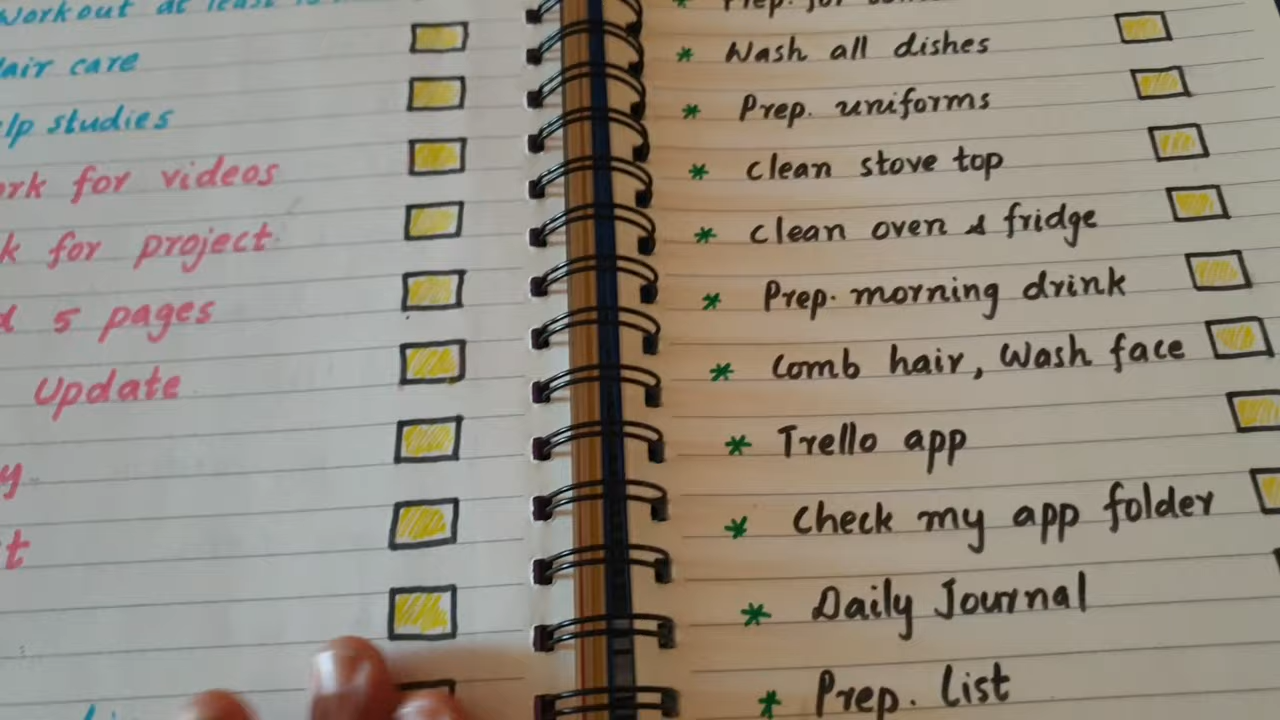 Workout at least
air care
lp studies
rk for videos
k for project
5 pages
Update
y
t
* Prep. for
* Wash all dishes
* Prep. uniforms
* Clean stove top
* Clean oven & fridge
* Prep. morning drink
* Comb hair, Wash face
* Trello app
* Check my app folder
* Daily Journal
* Prep. List